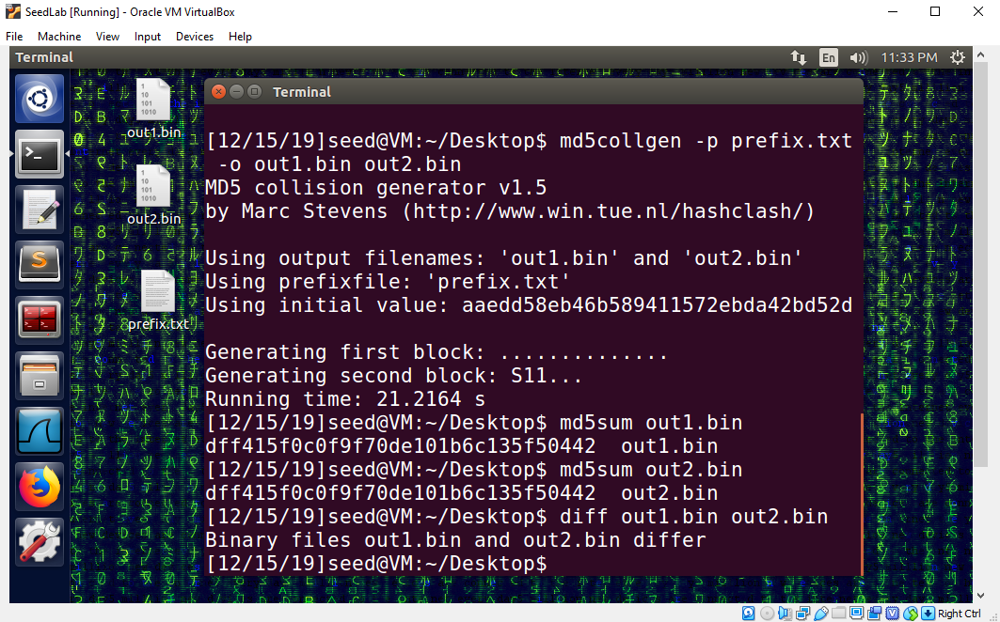 SeedLab [Running] - Oracle VM VirtualBox
File Machine View Input Devices Help
Terminal
En
11:33 PM
Terminal
out1.bin
out2.bin
prefix.txt
[12/15/19]seed@VM:~/Desktop$ md5collgen -p prefix.txt
-o out1.bin out2.bin
MD5 collision generator v1.5
by Marc Stevens (http://www.win.tue.nl/hashclash/)
Using output filenames: 'out1.bin' and 'out2.bin'
Using prefixfile: 'prefix.txt'
Using initial value: aaedd58eb46b589411572ebda42bd52d
Generating first block: ..............
Generating second block: S11...
Running time: 21.2164 s
[12/15/19]seed@VM:~/Desktop$ md5sum out1.bin
dff415f0c0f9f70de101b6c135f50442  out1.bin
[12/15/19]seed@VM:~/Desktop$ md5sum out2.bin
dff415f0c0f9f70de101b6c135f50442  out2.bin
[12/15/19]seed@VM:~/Desktop$ diff out1.bin out2.bin
Binary files out1.bin and out2.bin differ
[12/15/19]seed@VM:~/Desktop$
Right Ctrl